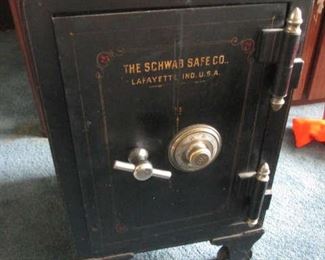 THE SCHWAB SAFE CO.,
LAFAYETTE, IND. U.S.A.